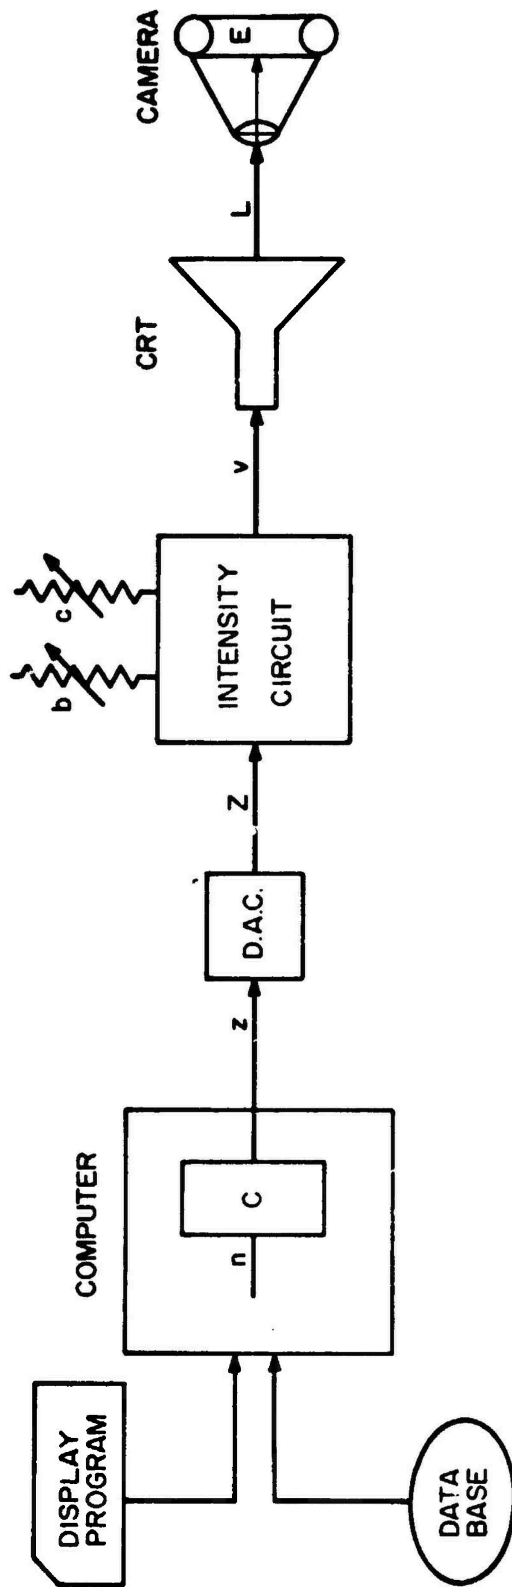 DISPLAY
PROGRAM
DATA
BASE
COMPUTER
n
C
z
D.A.C.
Z
b
c
INTENSITY
CIRCUIT
v
CRT
L
CAMERA
E